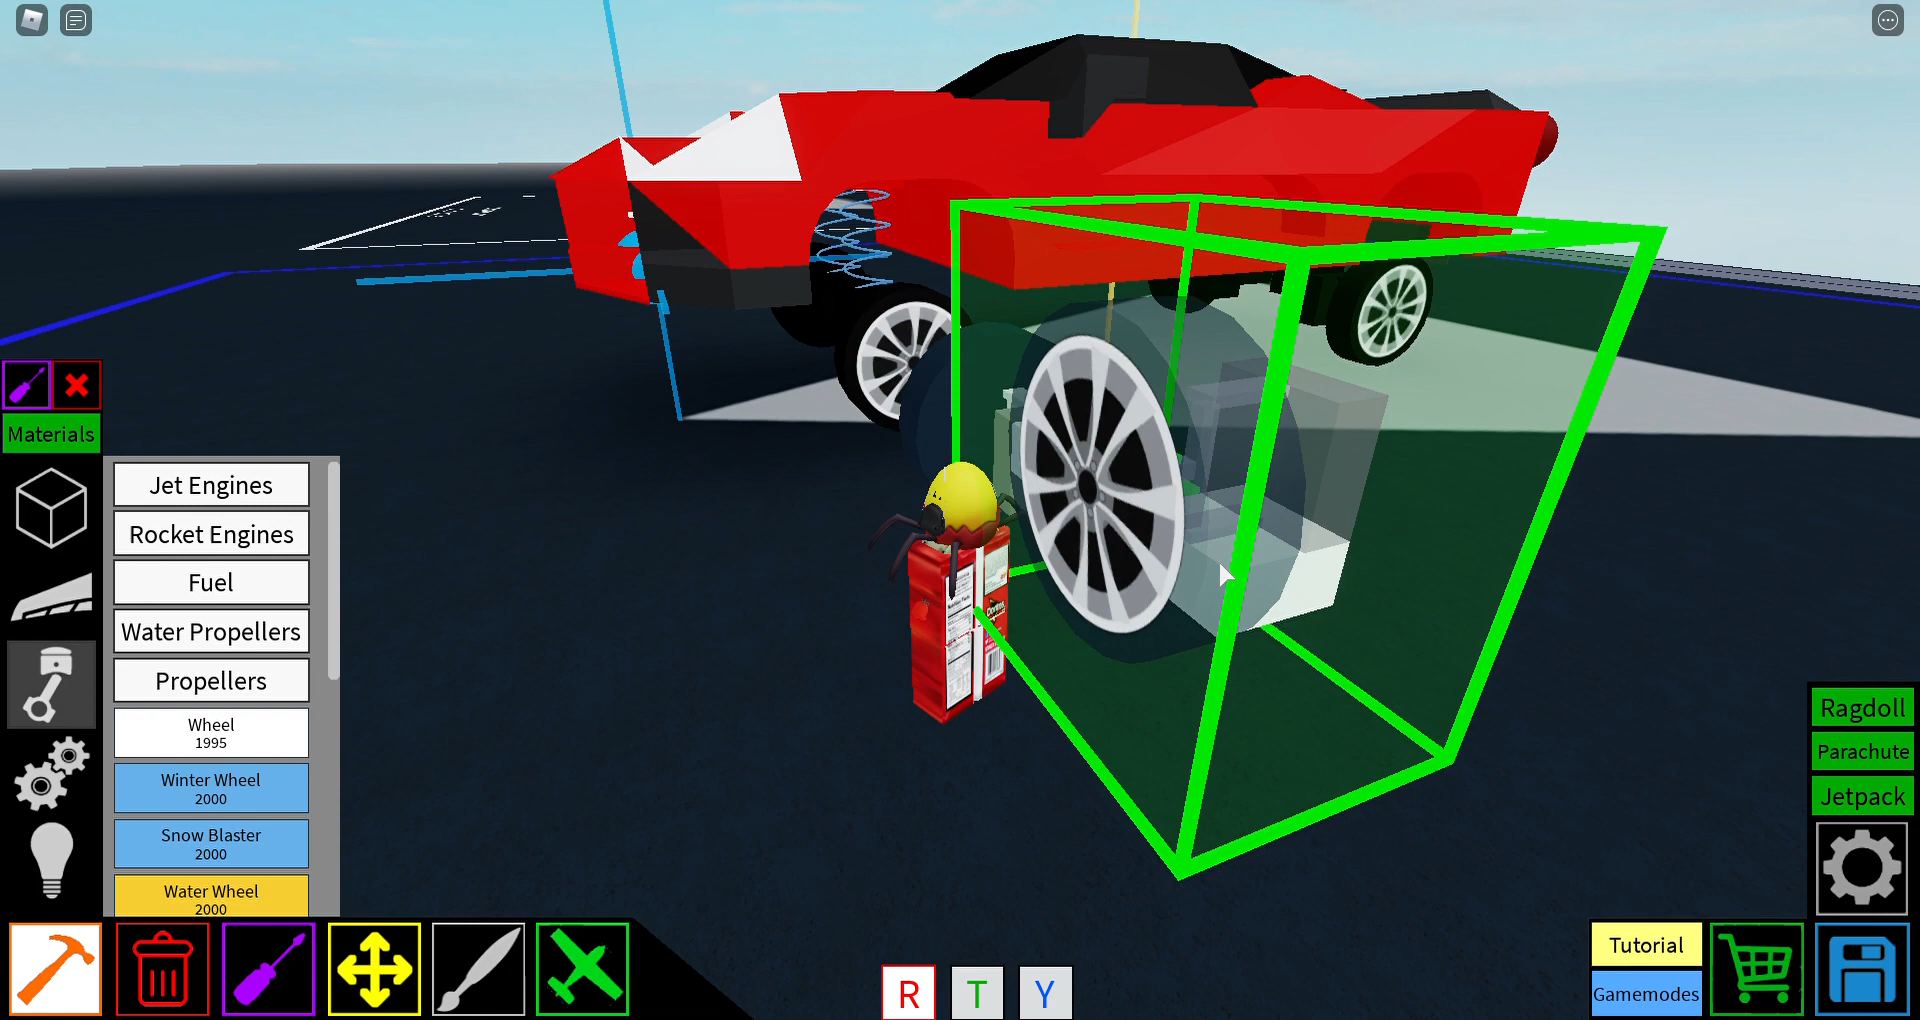 Materials
Jet Engines
Rocket Engines
Fuel
Water Propellers
Propellers
Wheel
1995
Winter Wheel
2000
Snow Blaster
2000
Water Wheel
2000
Ragdoll
Parachute
Jetpack
Tutorial
Gamemodes
R
T
Y